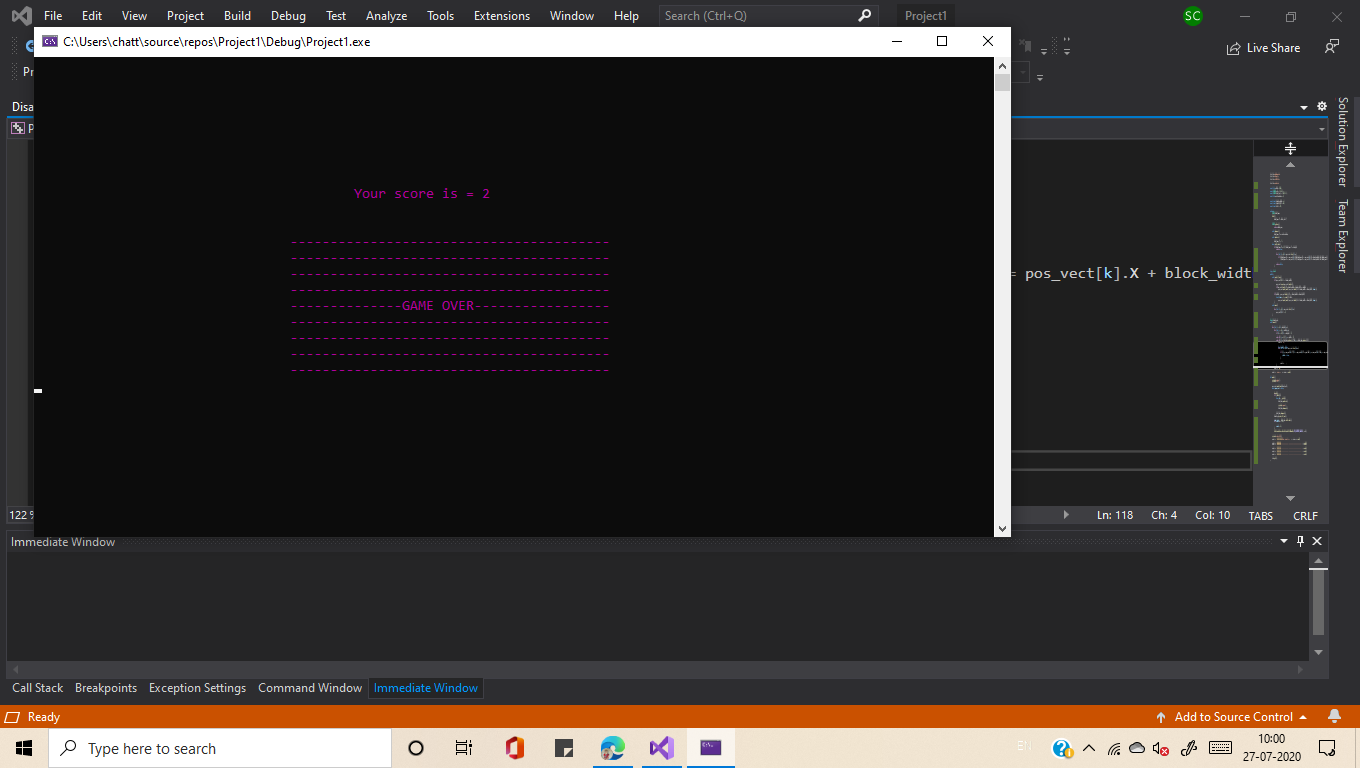 File Edit View Project Build Debug Test Analyze Tools Extensions Window Help Search (Ctrl+Q) Project1 SC
C:\Users\chatt\source\repos\Project1\Debug\Project1.exe
Live Share
Pr
Disa
P
Solution Explorer
Team Explorer
Your score is = 2
----------------------------------------
----------------------------------------
----------------------------------------
----------------------------------------
= pos_vect[k].X + block_widt
--------------GAME OVER-----------------
----------------------------------------
----------------------------------------
----------------------------------------
----------------------------------------
122 % Ln: 118 Ch: 4 Col: 10 TABS CRLF
Immediate Window
Call Stack Breakpoints Exception Settings Command Window Immediate Window
Ready Add to Source Control
Type here to search
10:00
27-07-2020